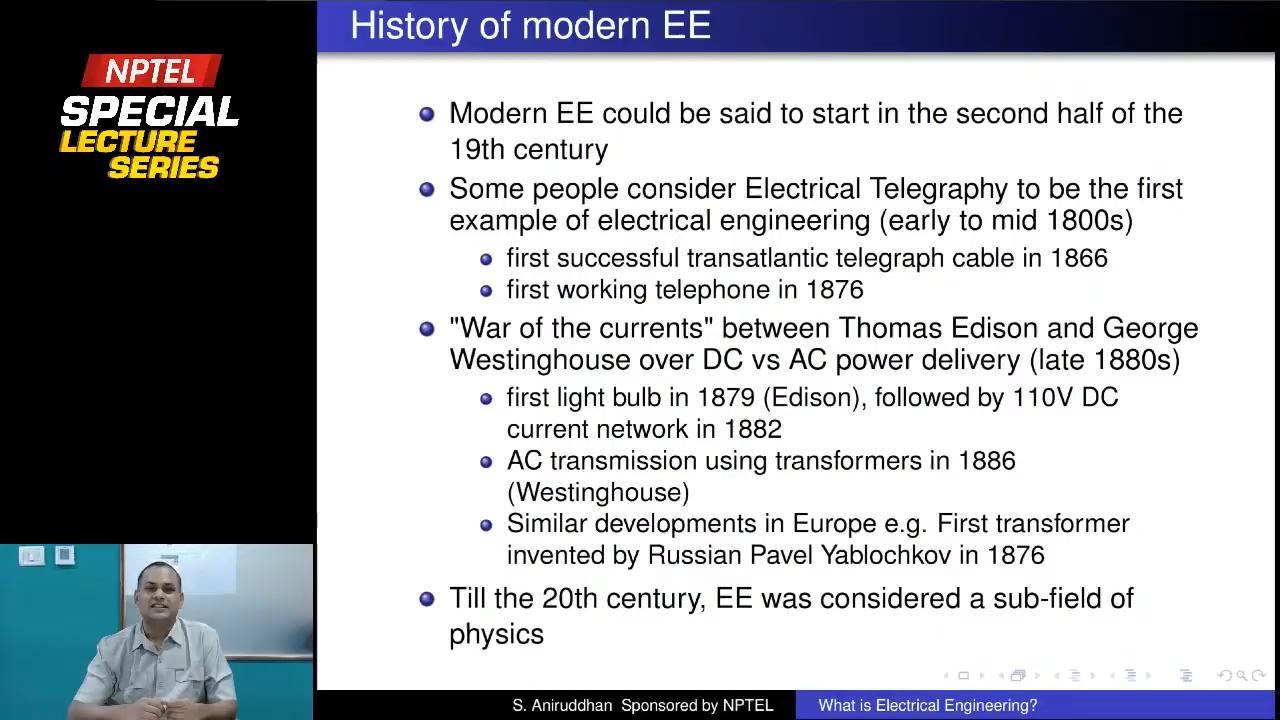 NPTEL
SPECIAL
LECTURE
SERIES
History of modern EE
Modern EE could be said to start in the second half of the
19th century
Some people consider Electrical Telegraphy to be the first
example of electrical engineering (early to mid 1800s)
first successful transatlantic telegraph cable in 1866
first working telephone in 1876
"War of the currents" between Thomas Edison and George
Westinghouse over DC vs AC power delivery (late 1880s)
first light bulb in 1879 (Edison), followed by 110V DC
current network in 1882
AC transmission using transformers in 1886
(Westinghouse)
Similar developments in Europe e.g. First transformer
invented by Russian Pavel Yablochkov in 1876
Till the 20th century, EE was considered a sub-field of
physics
S. Aniruddhan Sponsored by NPTEL
What is Electrical Engineering?